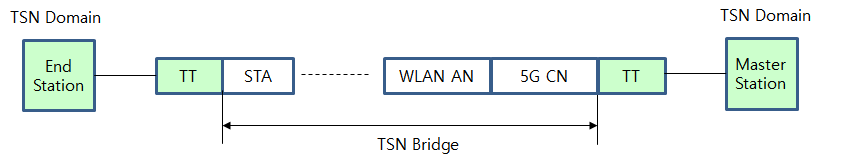 TSN Domain
TSN Domain
End
Station
TT
STA
WLAN AN
5G CN
TT
Master
Station
TSN Bridge